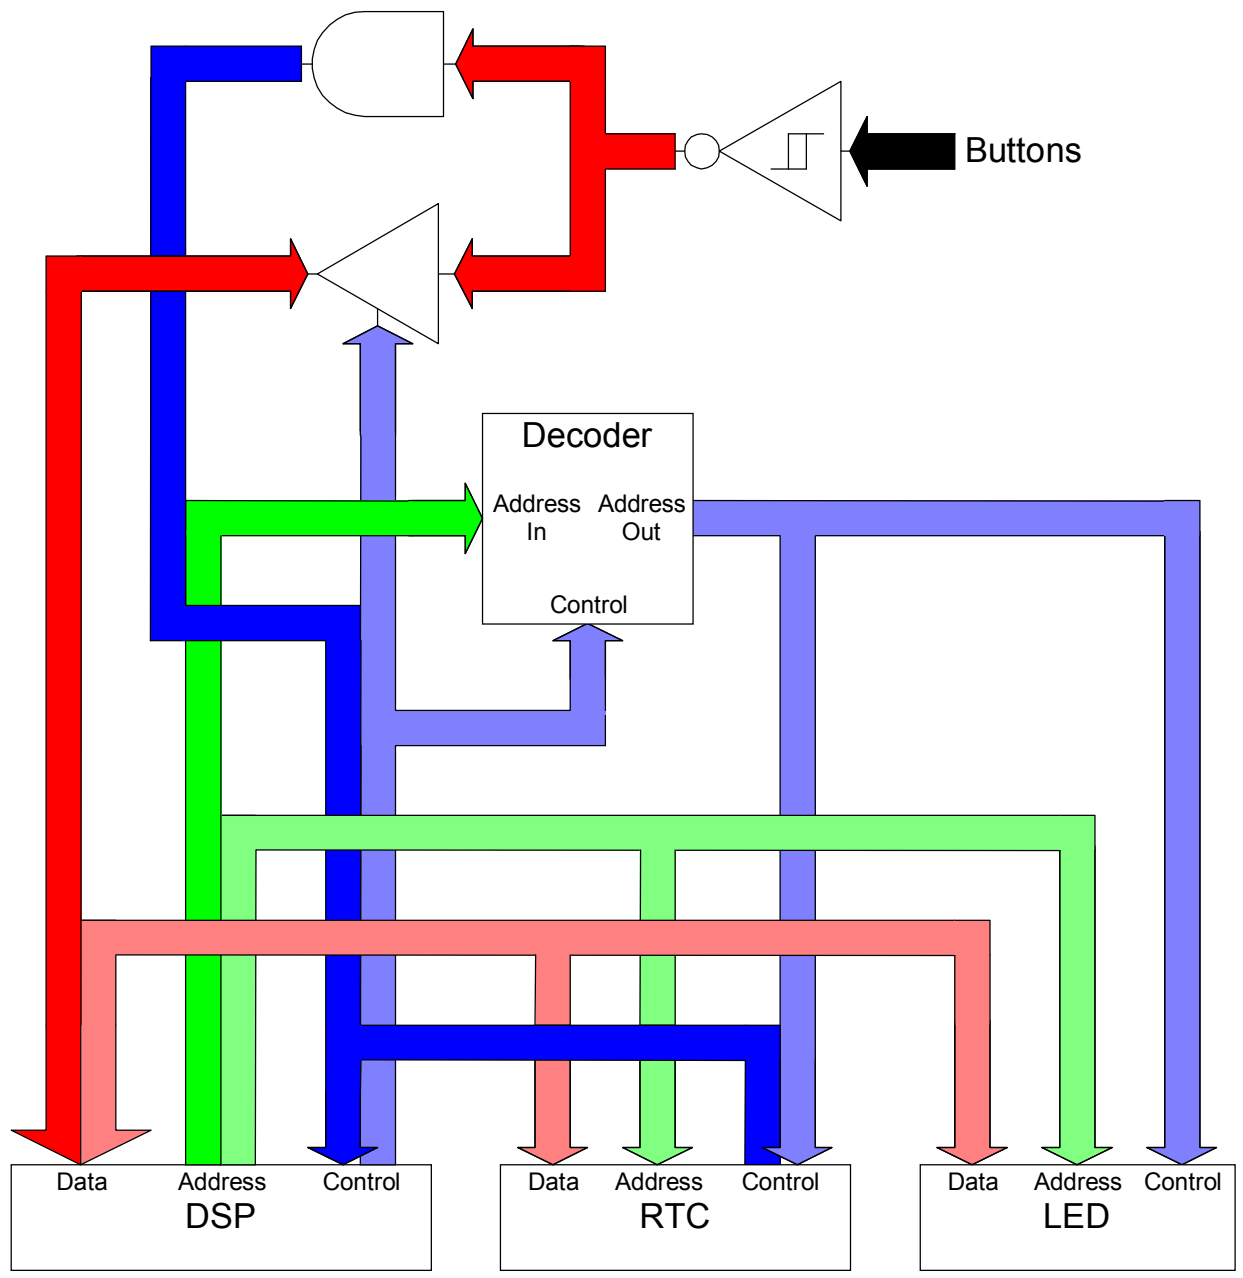 Buttons
Decoder
Address Address
In Out
Control
Data Address Control
DSP
Data Address Control
RTC
Data Address Control
LED